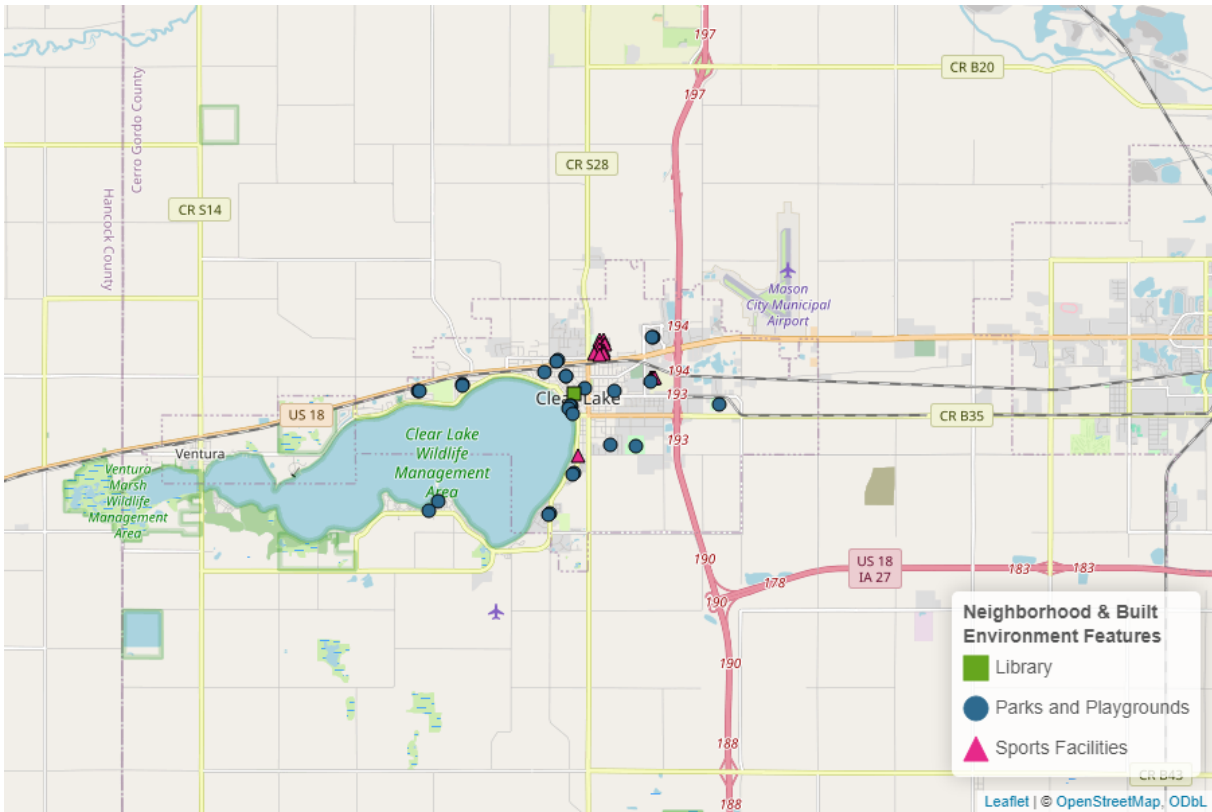 197
CR B20
197
Cerro Gordo County
CR S28
Hancock County
CR S14
Mason
City Municipal
Airport
194
194
193
Clear Lake
US 18
CR B35
193
Clear Lake
Wildlife
Management
Area
Ventura
Ventura
Marsh
Wildlife
Management
Area
190
178
US 18
IA 27
183
183
190
190
188
188
CR B43
Neighborhood & Built
Environment Features
Library
Parks and Playgrounds
Sports Facilities
Leaflet | © OpenStreetMap, ODbL